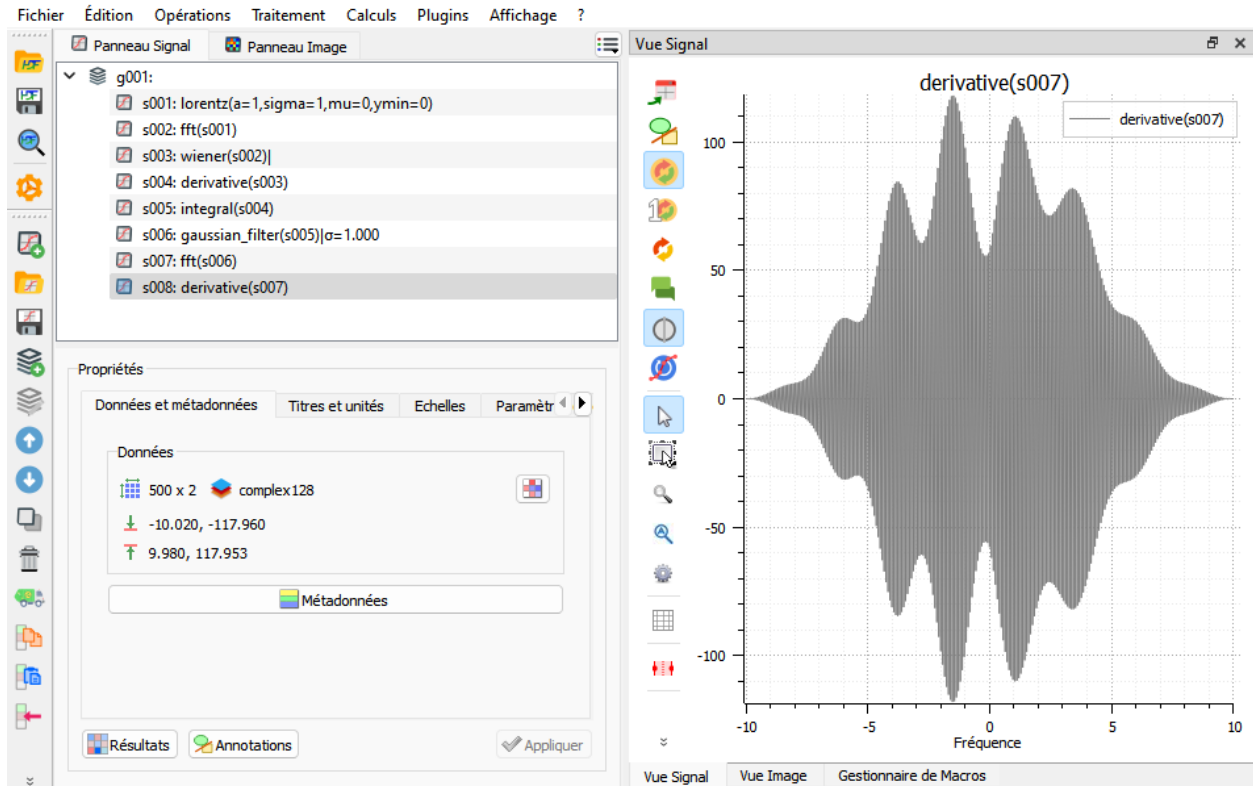 Fichier Édition Opérations Traitement Calculs Plugins Affichage ?
Panneau Signal Panneau Image
g001:
s001: lorentz(a=1,sigma=1,mu=0,ymin=0)
s002: fft(s001)
s003: wiener(s002)|
s004: derivative(s003)
s005: integral(s004)
s006: gaussian_filter(s005)|σ=1.000
s007: fft(s006)
s008: derivative(s007)
Propriétés
Données et métadonnées Titres et unités Echelles Paramètr
Données
500 x 2 complex128
-10.020, -117.960
9.980, 117.953
Métadonnées
Résultats Annotations Appliquer
Vue Signal
derivative(s007)
derivative(s007)
100
50
0
-50
-100
-10 -5 0 5 10
Fréquence
Vue Signal Vue Image Gestionnaire de Macros